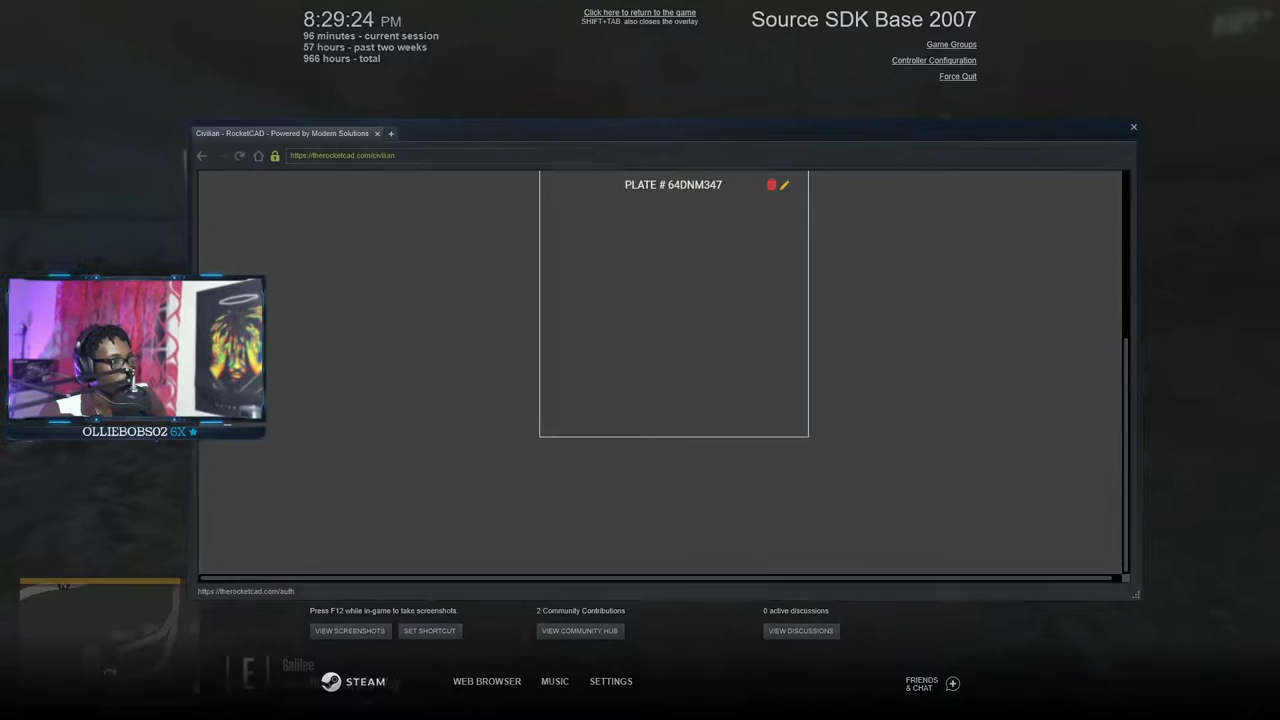 8:29:24 PM
96 minutes - current session
57 hours - past two weeks
966 hours - total
Click here to return to the game
SHIFT+TAB also closes the overlay
Source SDK Base 2007
Game Groups
Controller Configuration
Force Quit
Civilian - RocketCAD - Powered by Modern Solutions
https://therocketcad.com/civilian
PLATE # 64DNM347
OLLIEBOBS02 6X
https://therocketcad.com/auth
Press F12 while in-game to take screenshots.
2 Community Contributions
0 active discussions
VIEW SCREENSHOTS
SET SHORTCUT
VIEW COMMUNITY HUB
VIEW DISCUSSIONS
E
Galilee
STEAM
WEB BROWSER
MUSIC
SETTINGS
FRIENDS
& CHAT